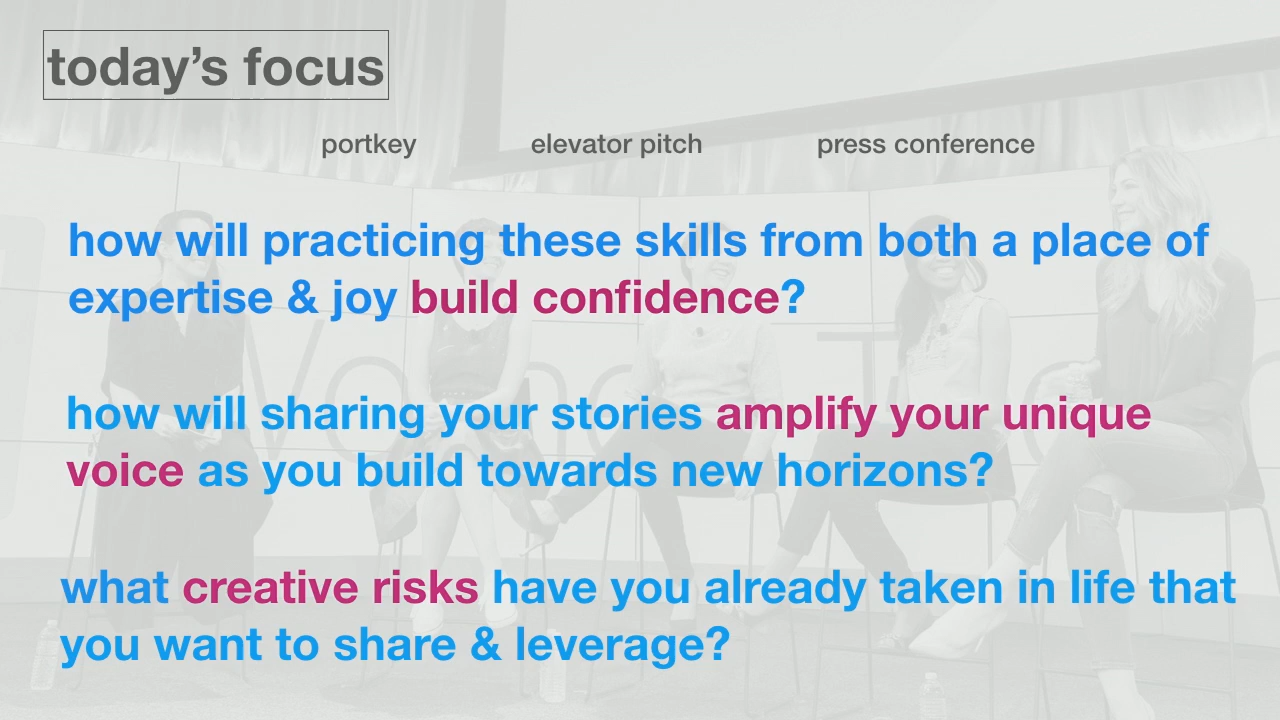 today’s focus
portkey elevator pitch press conference
how will practicing these skills from both a place of
expertise & joy build confidence?
how will sharing your stories amplify your unique
voice as you build towards new horizons?
what creative risks have you already taken in life that
you want to share & leverage?